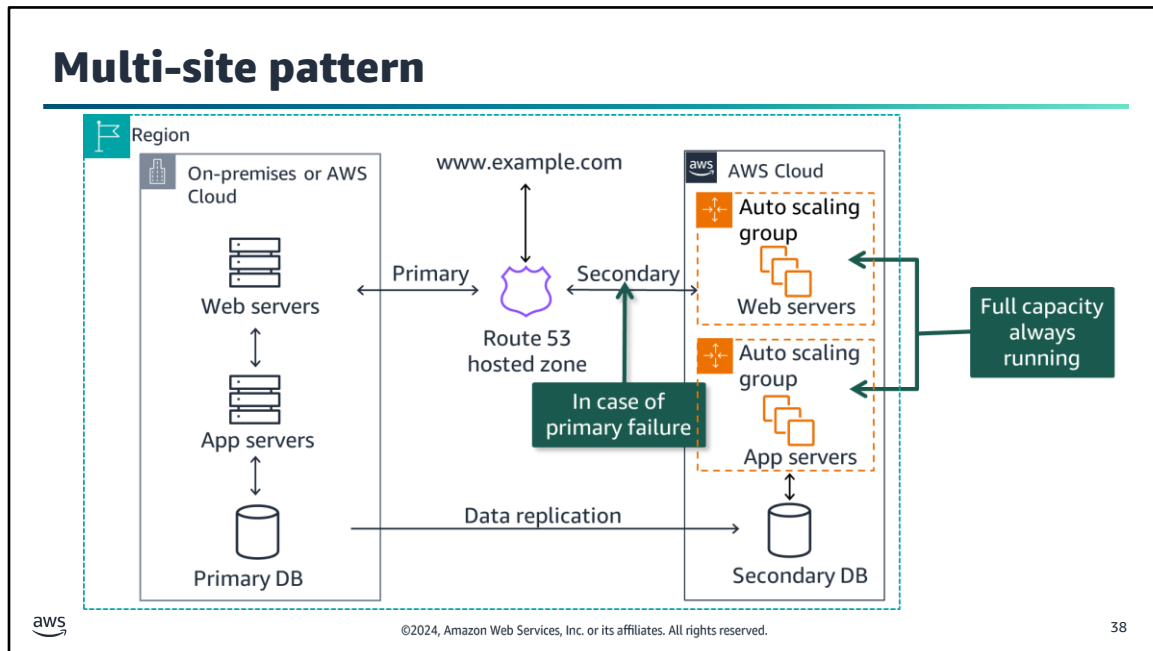 Multi-site pattern
Region
On-premises or AWS
Cloud
Web servers
App servers
Primary DB
www.example.com
Primary
Secondary
Route 53
hosted zone
In case of
primary failure
Data replication
aws
AWS Cloud
Auto scaling
group
Web servers
Auto scaling
group
App servers
Secondary DB
Full capacity
always
running
aws
©2024, Amazon Web Services, Inc. or its affiliates. All rights reserved.
38